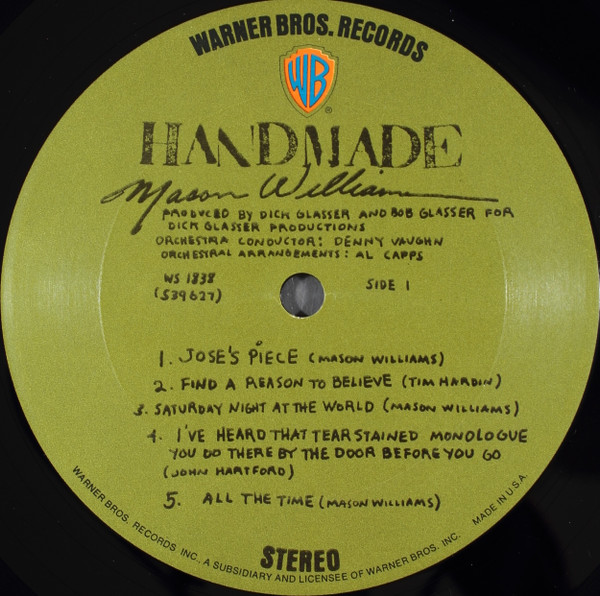 WARNER BROS. RECORDS
WB
®
HANDMADE
Mason Williams
PRODUCED BY DICK GLASSER AND BOB GLASSER FOR
DICK GLASSER PRODUCTIONS
ORCHESTRA CONDUCTOR: DENNY VAUGHN
ORCHESTRAL ARRANGEMENTS: AL CAPPS
WS 1838
(S39627)
SIDE 1
1. JOSE'S PIECE (MASON WILLIAMS)
2. FIND A REASON TO BELIEVE (TIM HARDIN)
3. SATURDAY NIGHT AT THE WORLD (MASON WILLIAMS)
4. I'VE HEARD THAT TEAR STAINED MONOLOGUE
YOU DO THERE BY THE DOOR BEFORE YOU GO
(JOHN HARTFORD)
5. ALL THE TIME (MASON WILLIAMS)
STEREO
WARNER BROS. RECORDS INC., A SUBSIDIARY AND LICENSEE OF WARNER BROS. INC. MADE IN U.S.A.